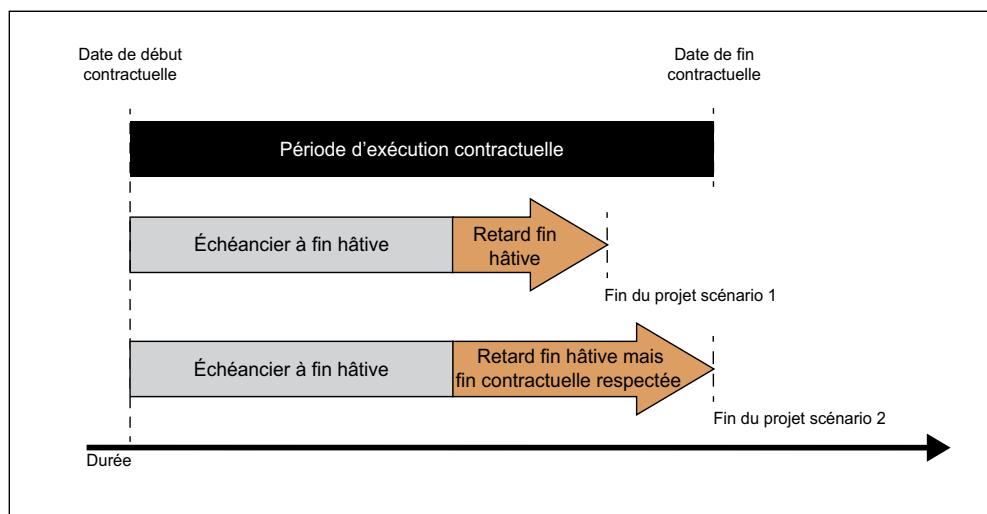 Date de début
contractuelle
Date de fin
contractuelle
Période d'exécution contractuelle
Échéancier à fin hâtive
Retard fin
hâtive
Fin du projet scénario 1
Échéancier à fin hâtive
Retard fin hâtive mais
fin contractuelle respectée
Fin du projet scénario 2
Durée